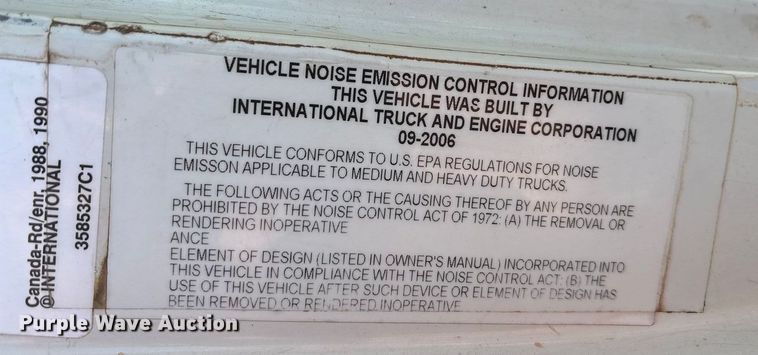 VEHICLE NOISE EMISSION CONTROL INFORMATION
THIS VEHICLE WAS BUILT BY
INTERNATIONAL TRUCK AND ENGINE CORPORATION
09-2006
THIS VEHICLE CONFORMS TO U.S. EPA REGULATIONS FOR NOISE
EMISSON APPLICABLE TO MEDIUM AND HEAVY DUTY TRUCKS.
THE FOLLOWING ACTS OR THE CAUSING THEREOF BY ANY PERSON ARE
PROHIBITED BY THE NOISE CONTROL ACT OF 1972: (A) THE REMOVAL OR
RENDERING INOPERATIVE
ANCE
ELEMENT OF DESIGN (LISTED IN OWNER'S MANUAL) INCORPORATED INTO
THIS VEHICLE IN COMPLIANCE WITH THE NOISE CONTROL ACT: (B) THE
USE OF THIS VEHICLE AFTER SUCH DEVICE OR ELEMENT OF DESIGN HAS
BEEN REMOVED OR RENDERED INOPERATIVE
Canada-Rd/enr, 1988, 1990
© INTERNATIONAL
3585327C1
Purple Wave Auction